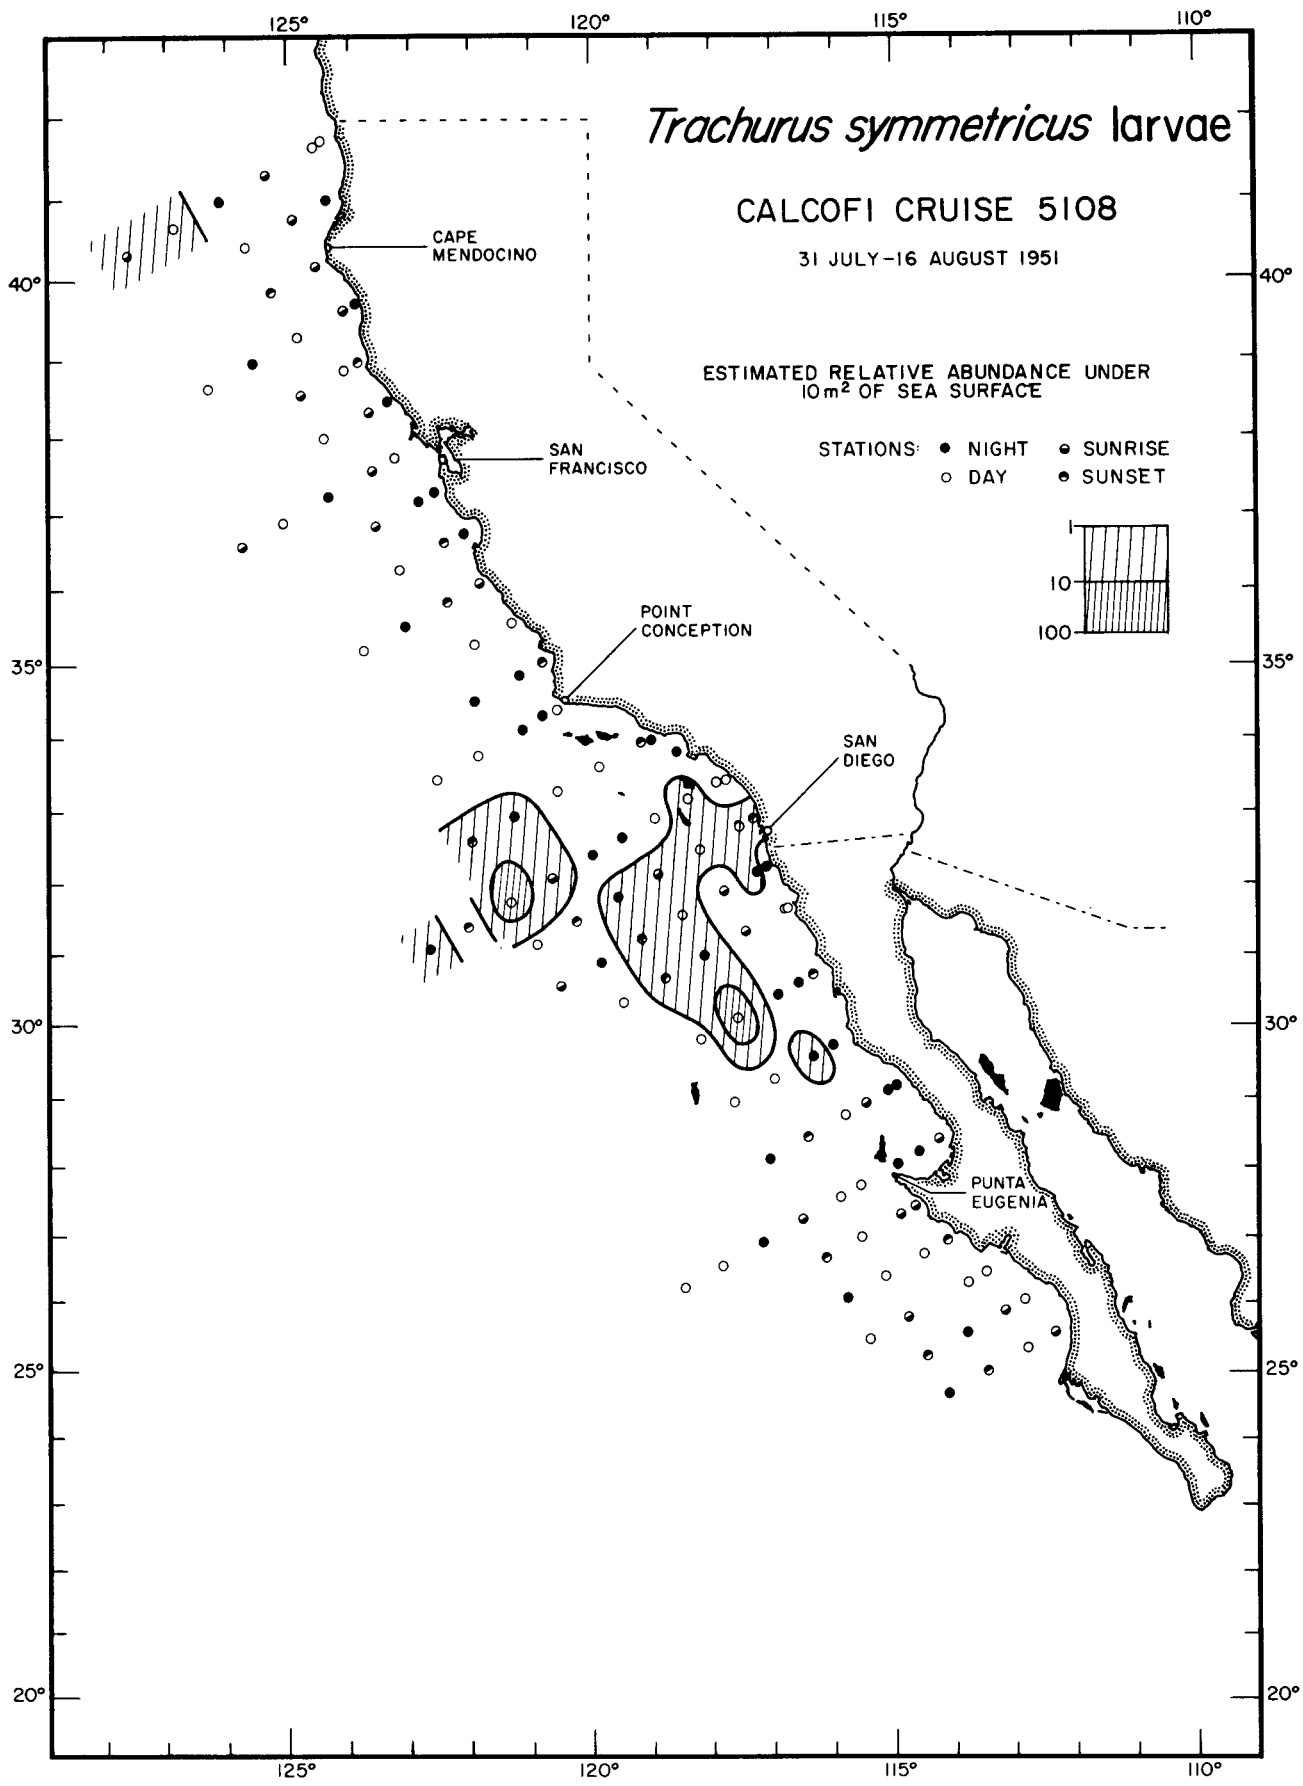 125°
120°
115°
110°
Trachurus symmetricus larvae
CALCOFI CRUISE 5108
31 JULY-16 AUGUST 1951
CAPE
MENDOCINO
40°
40°
ESTIMATED RELATIVE ABUNDANCE UNDER
10m² OF SEA SURFACE
STATIONS: NIGHT SUNRISE
DAY SUNSET
SAN
FRANCISCO
1
10
100
POINT
CONCEPTION
35°
35°
SAN
DIEGO
30°
30°
PUNTA
EUGENIA
25°
25°
20°
20°
125°
120°
115°
110°